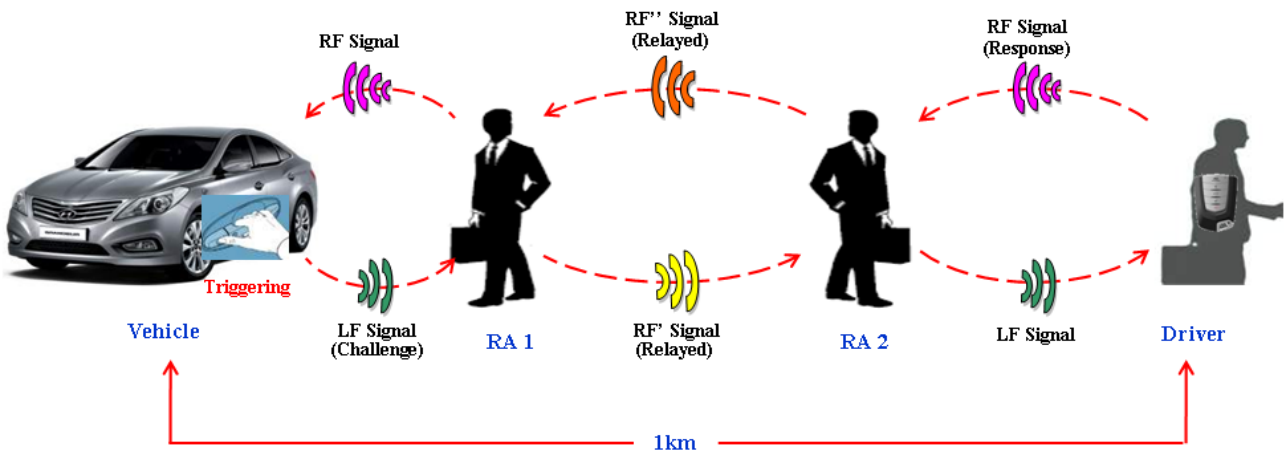 RF Signal
RF’’ Signal
(Relayed)
RF Signal
(Response)
Triggering
LF Signal
(Challenge)
RF’ Signal
(Relayed)
LF Signal
Vehicle
RA 1
RA 2
Driver
1km